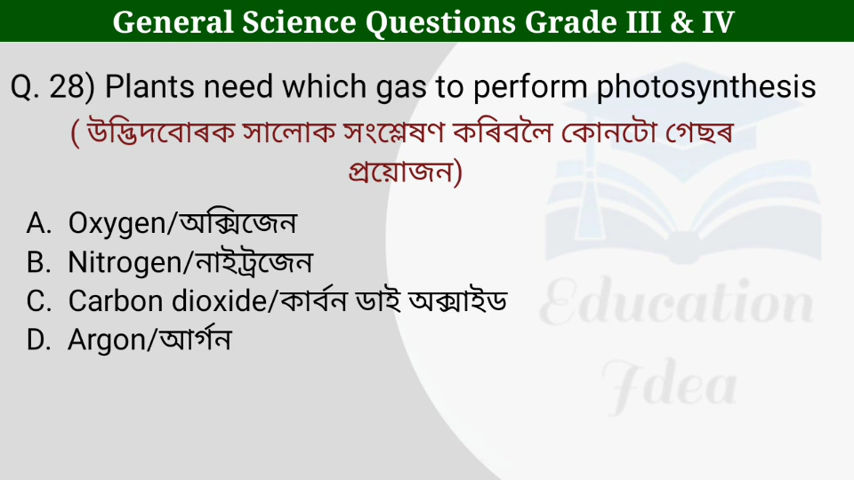 General Science Questions Grade III & IV
Q. 28) Plants need which gas to perform photosynthesis
( উদ্ভিদবোৰক সালোক সংশ্লেষণ কৰিবলৈ কোনটো গেছৰ
প্ৰয়োজন)
A. Oxygen/অক্সিজেন
B. Nitrogen/নাইট্ৰজেন
C. Carbon dioxide/কাৰ্বন ডাই অক্সাইড
D. Argon/আৰ্গন
Education
Idea